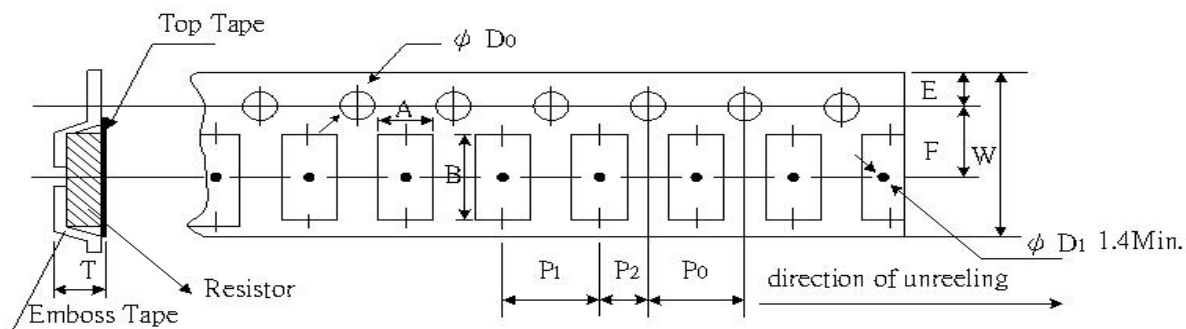 Top Tape
ϕ D0
E
A
F
W
B
ϕ D1 1.4Min.
P1
P2
P0
T
direction of unreeling
Resistor
Emboss Tape